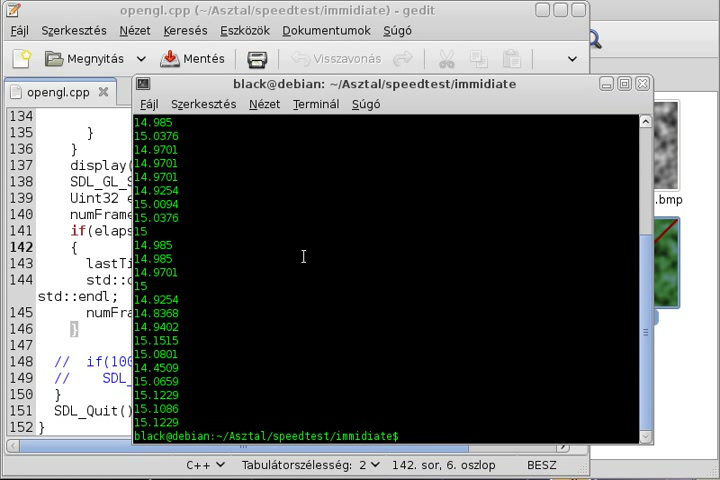 opengl.cpp (~/Asztal/speedtest/immidiate) - gedit
Fájl Szerkesztés Nézet Keresés Eszközök Dokumentumok Súgó
Megnyitás Mentés Visszavonás
opengl.cpp
black@debian: ~/Asztal/speedtest/immidiate
Fájl Szerkesztés Nézet Terminál Súgó
134
135 }
136 }
137 display(
138 SDL_GL_S
139 Uint32 e
140 numFrame
141 if(elaps
142 {
143 lastTi
144 std::c
std::endl;
145 numFra
146 }
147
148 // if(100
149 // SDL_
150 }
151 SDL_Quit()
152 }
14.985
15.0376
14.9701
14.9701
14.9701
14.9254
15.0094
15.0376
15
14.985
14.985
14.9701
15
14.9254
14.8368
14.9402
15.1515
15.0801
14.4509
15.0659
15.1229
15.1086
15.1229
black@debian:~/Asztal/speedtest/immidiate$
.bmp
C++ Tabulátorszélesség: 2 142. sor, 6. oszlop BESZ